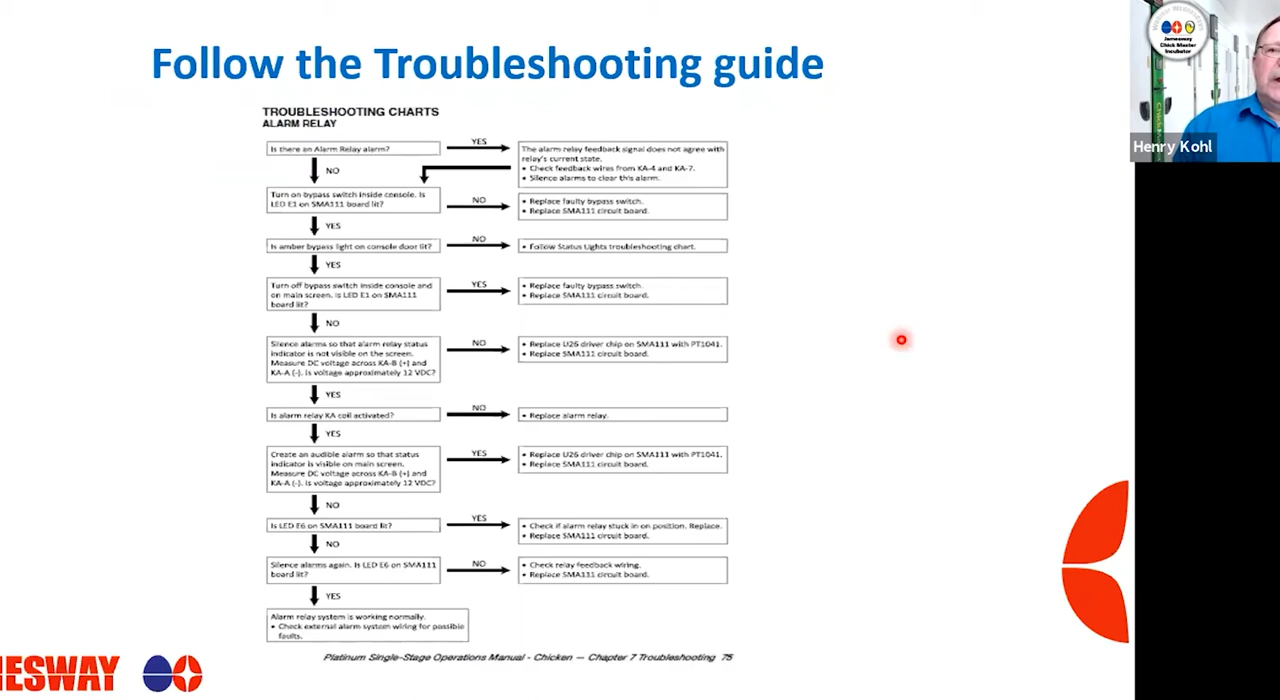 Follow the Troubleshooting guide
TROUBLESHOOTING CHARTS
ALARM RELAY
Is there an Alarm Relay alarm?
YES
The alarm relay feedback signal does not agree with
relay's current state.
• Check feedback wires from KA-4 and KA-7.
• Silence alarms to clear this alarm.
NO
Turn on bypass switch inside console. Is
LED E1 on SMA111 board lit?
NO
• Replace faulty bypass switch.
• Replace SMA111 circuit board.
YES
Is amber bypass light on console door lit?
NO
• Follow Status Lights troubleshooting chart.
YES
Turn off bypass switch inside console and
on main screen. Is LED E1 on SMA111
board lit?
YES
• Replace faulty bypass switch.
• Replace SMA111 circuit board.
NO
Silence alarms so that alarm relay status
indicator is not visible on the screen.
Measure DC voltage across KA-B (+) and
KA-A (-). Is voltage approximately 12 VDC?
NO
• Replace U26 driver chip on SMA111 with PT1041.
• Replace SMA111 circuit board.
YES
Is alarm relay KA coil activated?
NO
• Replace alarm relay.
YES
Create an audible alarm so that status
indicator is visible on main screen.
Measure DC voltage across KA-B (+) and
KA-A (-). Is voltage approximately 12 VDC?
YES
• Replace U26 driver chip on SMA111 with PT1041.
• Replace SMA111 circuit board.
NO
Is LED E6 on SMA111 board lit?
YES
• Check if alarm relay stuck in on position. Replace.
• Replace SMA111 circuit board.
NO
Silence alarms again. Is LED E6 on SMA111
board lit?
NO
• Check relay feedback wiring.
• Replace SMA111 circuit board.
YES
Alarm relay system is working normally.
• Check external alarm system wiring for possible
faults.
Platinum Single-Stage Operations Manual - Chicken — Chapter 7 Troubleshooting 75
MESWAY
Jamesway
Chick Master
Incubator
Henry Kohl